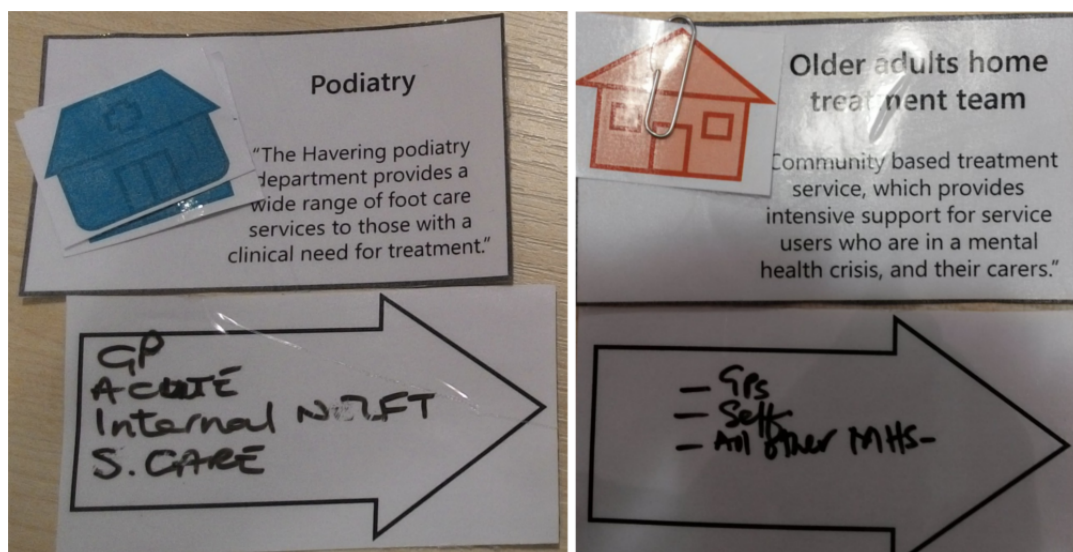 Podiatry
"The Havering podiatry
department provides a
wide range of foot care
services to those with a
clinical need for treatment."
GP
ACUTE
Internal NELFT
S. CARE
Older adults home
treatment team
Community based treatment
service, which provides
intensive support for service
users who are in a mental
health crisis, and their carers."
- GPs
- Self
- All other MHS-